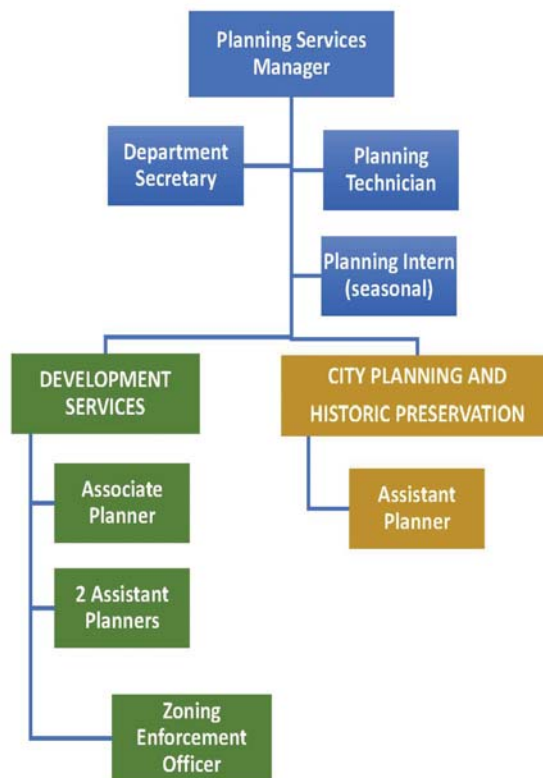 Planning Services
Manager
Department
Secretary
Planning
Technician
Planning Intern
(seasonal)
DEVELOPMENT
SERVICES
Associate
Planner
2 Assistant
Planners
Zoning
Enforcement
Officer
CITY PLANNING AND
HISTORIC PRESERVATION
Assistant
Planner